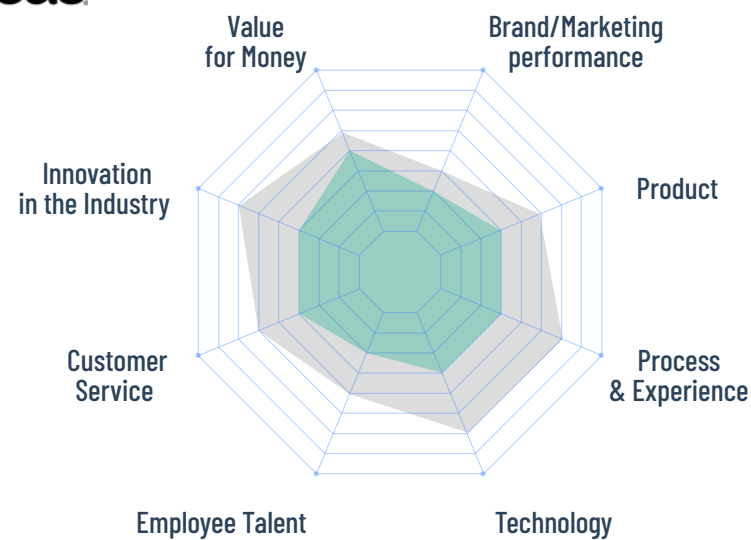 Value
for Money
Brand/Marketing
performance
Innovation
in the Industry
Product
Customer
Service
Process
& Experience
Employee Talent
Technology